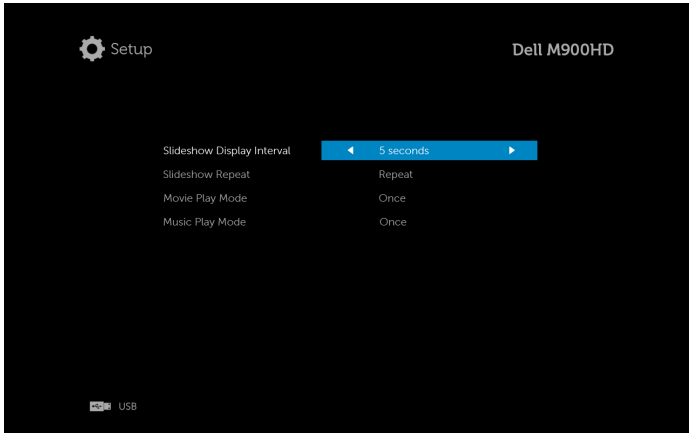 Setup
Dell M900HD
Slideshow Display Interval 5 seconds
Slideshow Repeat Repeat
Movie Play Mode Once
Music Play Mode Once
USB